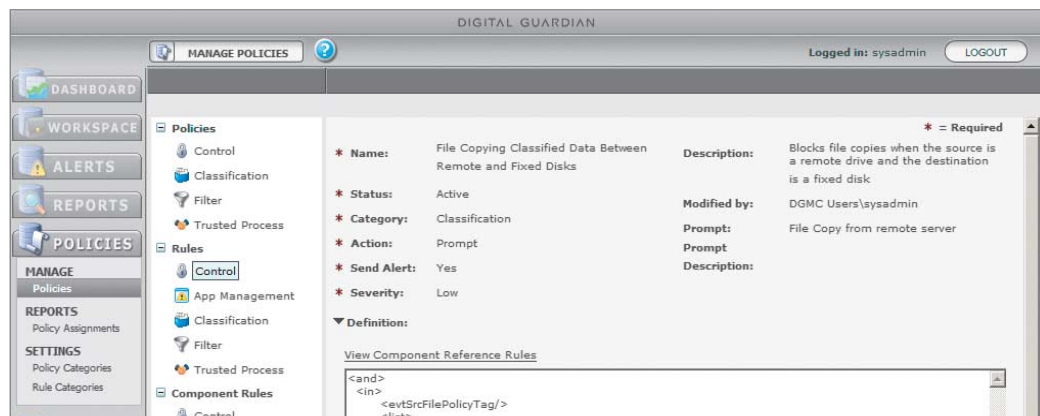 DIGITAL GUARDIAN
MANAGE POLICIES
?
Logged in: sysadmin
LOGOUT
DASHBOARD
WORKSPACE
ALERTS
REPORTS
POLICIES
MANAGE
Policies
REPORTS
Policy Assignments
SETTINGS
Policy Categories
Rule Categories
Policies
Control
Classification
Filter
Trusted Process
Rules
Control
App Management
Classification
Filter
Trusted Process
Component Rules
Control
* = Required
* Name: File Copying Classified Data Between
Remote and Fixed Disks
* Status: Active
* Category: Classification
* Action: Prompt
* Send Alert: Yes
* Severity: Low
Description: Blocks file copies when the source is
a remote drive and the destination
is a fixed disk
Modified by: DGMC Users\sysadmin
Prompt: File Copy from remote server
Prompt
Description:
Definition:
View Component Reference Rules
<and>
<in>
<evtSrcFilePolicyTag/>
<list>